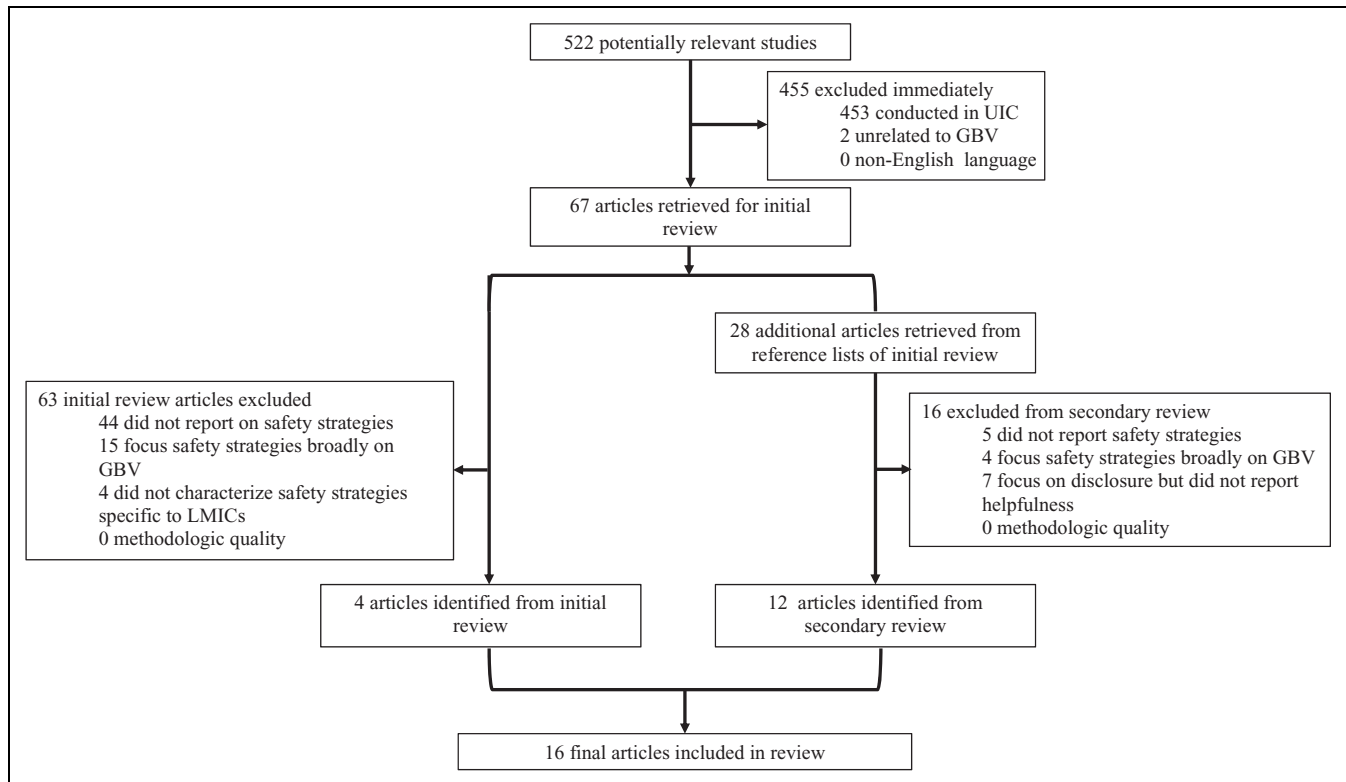 522 potentially relevant studies
455 excluded immediately
453 conducted in UIC
2 unrelated to GBV
0 non-English language
67 articles retrieved for initial
review
28 additional articles retrieved from
reference lists of initial review
63 initial review articles excluded
44 did not report on safety strategies
15 focus safety strategies broadly on
GBV
4 did not characterize safety strategies
specific to LMICs
0 methodologic quality
16 excluded from secondary review
5 did not report safety strategies
4 focus safety strategies broadly on GBV
7 focus on disclosure but did not report
helpfulness
0 methodologic quality
4 articles identified from initial
review
12 articles identified from
secondary review
16 final articles included in review